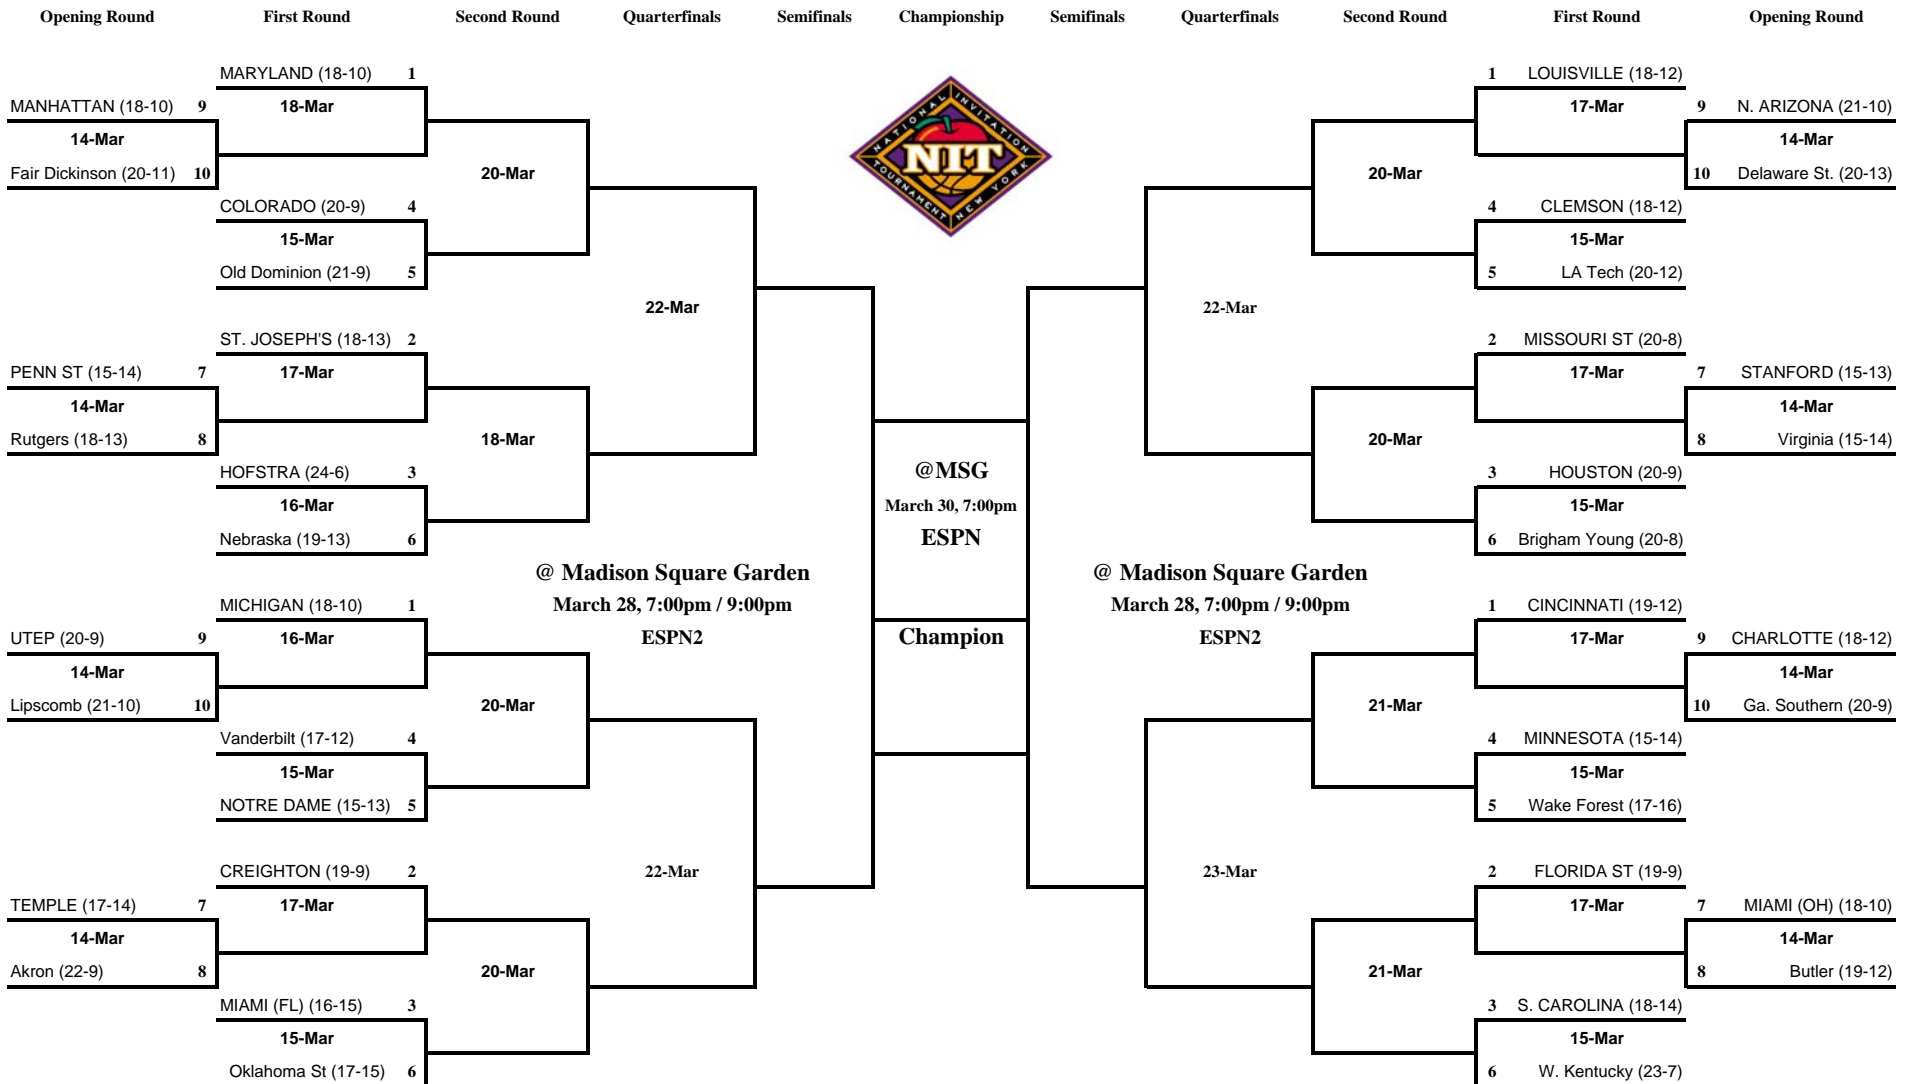 Opening Round First Round Second Round Quarterfinals Semifinals Championship Semifinals Quarterfinals Second Round First Round Opening Round
MARYLAND (18-10) 1
MANHATTAN (18-10) 9
18-Mar
14-Mar
Fair Dickinson (20-11) 10
20-Mar
COLORADO (20-9) 4
15-Mar
Old Dominion (21-9) 5
22-Mar
ST. JOSEPH'S (18-13) 2
PENN ST (15-14) 7
17-Mar
14-Mar
Rutgers (18-13) 8
18-Mar
HOFSTRA (24-6) 3
16-Mar
Nebraska (19-13) 6
@ Madison Square Garden
March 28, 7:00pm / 9:00pm
ESPN2
MICHIGAN (18-10) 1
UTEP (20-9) 9
16-Mar
14-Mar
Lipscomb (21-10) 10
20-Mar
Vanderbilt (17-12) 4
15-Mar
NOTRE DAME (15-13) 5
22-Mar
CREIGHTON (19-9) 2
TEMPLE (17-14) 7
17-Mar
14-Mar
Akron (22-9) 8
20-Mar
MIAMI (FL) (16-15) 3
15-Mar
Oklahoma St (17-15) 6
NATIONAL INVITATION
NIT
TOURNAMENT NEW YORK
@MSG
March 30, 7:00pm
ESPN
Champion
1 LOUISVILLE (18-12)
17-Mar
9 N. ARIZONA (21-10)
14-Mar
10 Delaware St. (20-13)
20-Mar
4 CLEMSON (18-12)
15-Mar
5 LA Tech (20-12)
22-Mar
2 MISSOURI ST (20-8)
17-Mar
7 STANFORD (15-13)
14-Mar
8 Virginia (15-14)
20-Mar
3 HOUSTON (20-9)
15-Mar
6 Brigham Young (20-8)
@ Madison Square Garden
March 28, 7:00pm / 9:00pm
ESPN2
1 CINCINNATI (19-12)
17-Mar
9 CHARLOTTE (18-12)
14-Mar
10 Ga. Southern (20-9)
21-Mar
4 MINNESOTA (15-14)
15-Mar
5 Wake Forest (17-16)
23-Mar
2 FLORIDA ST (19-9)
17-Mar
7 MIAMI (OH) (18-10)
14-Mar
8 Butler (19-12)
21-Mar
3 S. CAROLINA (18-14)
15-Mar
6 W. Kentucky (23-7)